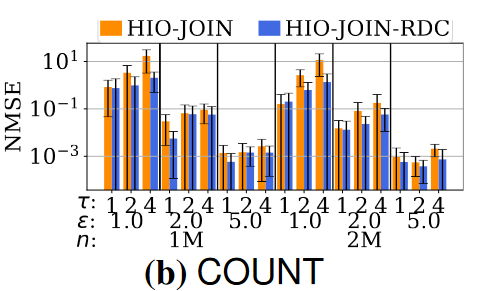 HIO-JOIN HIO-JOIN-RDC
NMSE
10¹
10⁻¹
10⁻³
τ: 1 2 4 1 2 4 1 2 4 1 2 4 1 2 4 1 2 4
ε: 1.0 2.0 5.0 1.0 2.0 5.0
n: 1M 2M
(b) COUNT